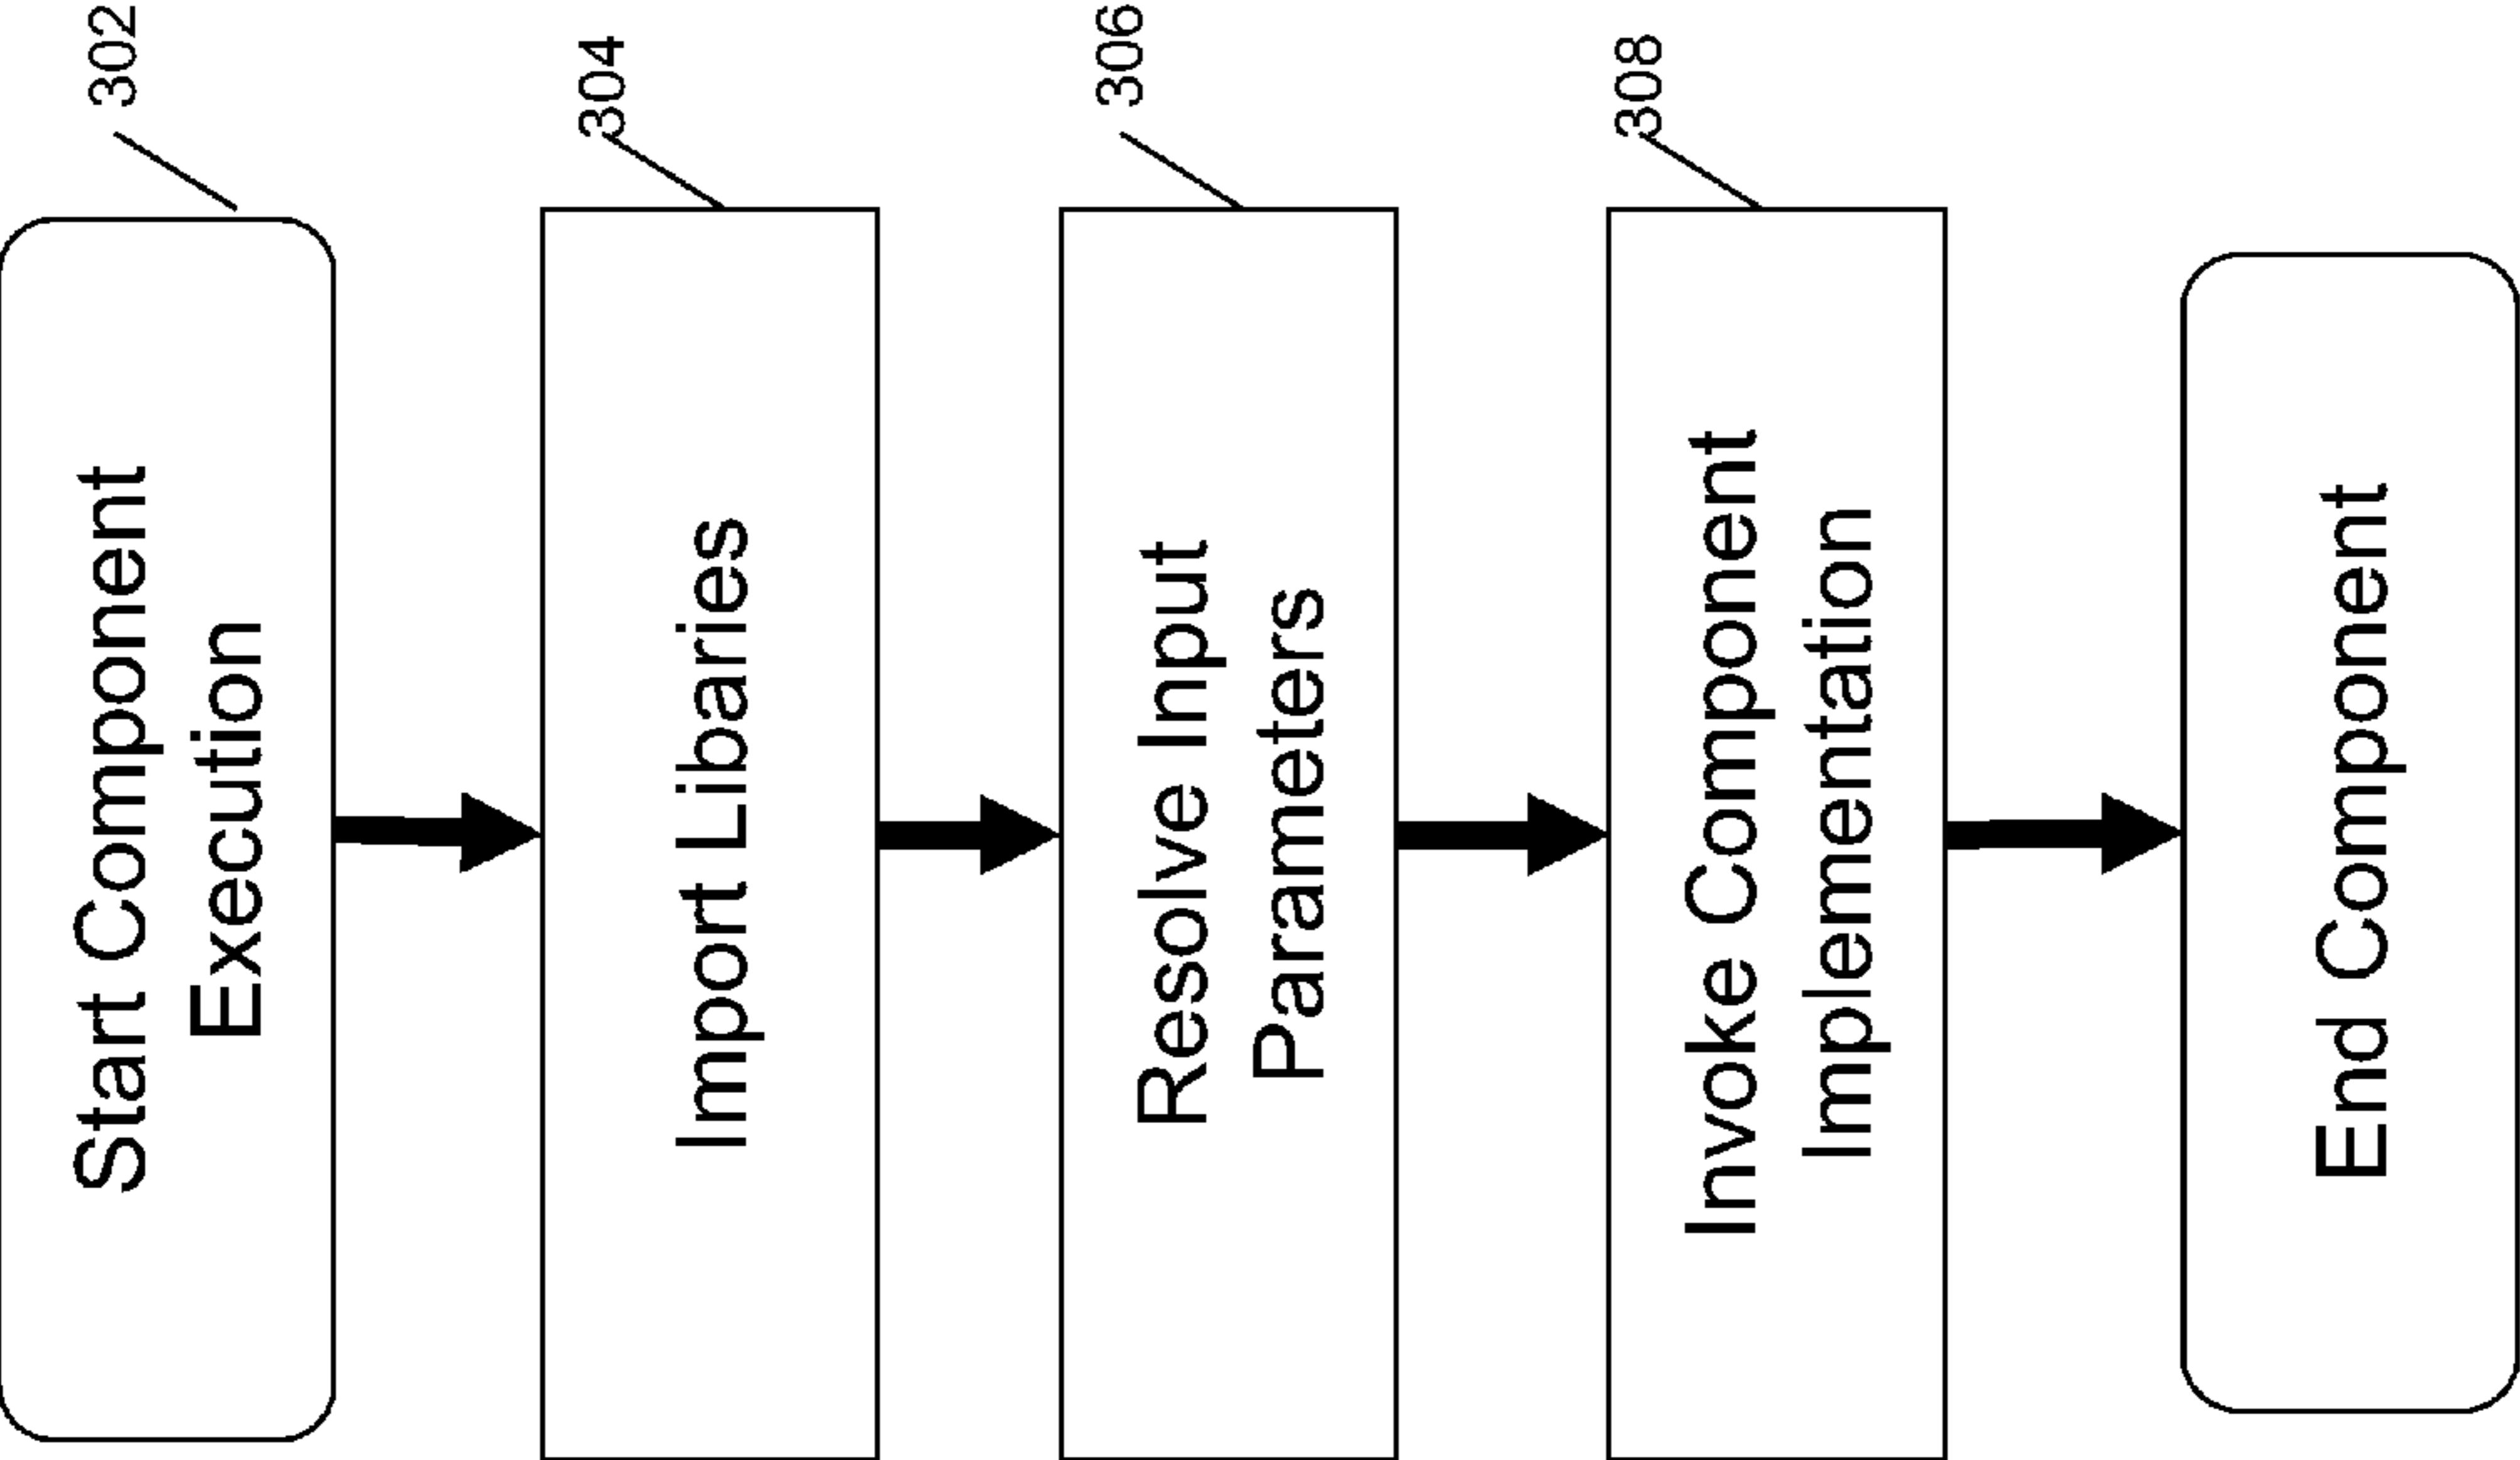 302
Start Component
Execution
304
Import Libaries
306
Resolve Input
Parameters
308
Invoke Component
Implementation
End Component